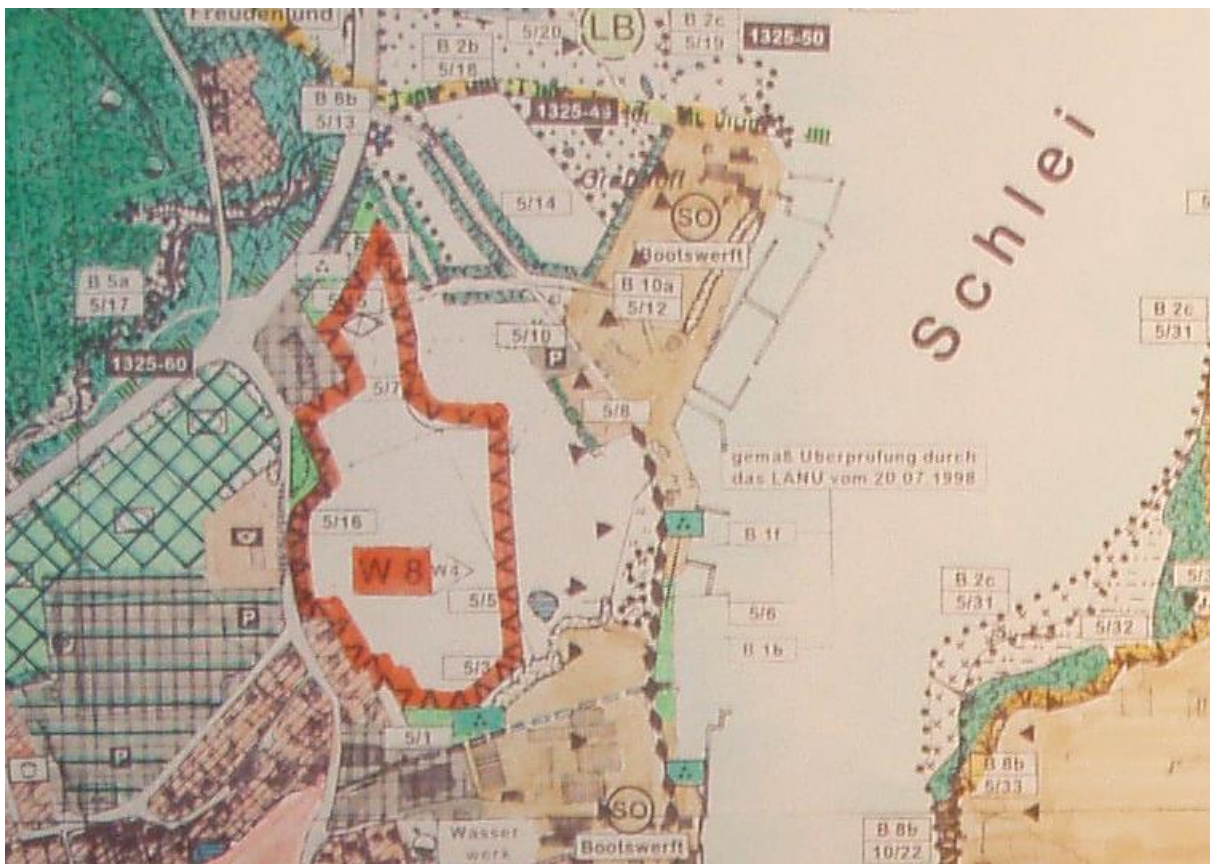 Freudenlund
5/20
LB
B 2c
5/19
1325-50
B 2b
5/18
B 6b
5/13
1325-49
5/14
SO
Bootswerft
B 5a
5/17
B 10a
5/12
B 2c
5/31
5/10
P
1325-60
5/7
5/8
Schlei
gemäß Überprüfung durch
das LANU vom 20.07.1998
5/16
B 1f
W 8
W4
5/5
5/6
B 2c
5/31
5/32
P
5/3
B 1b
5/1
P
B 8b
5/33
SO
Bootswerft
Wasser
werk
B 8b
10/22